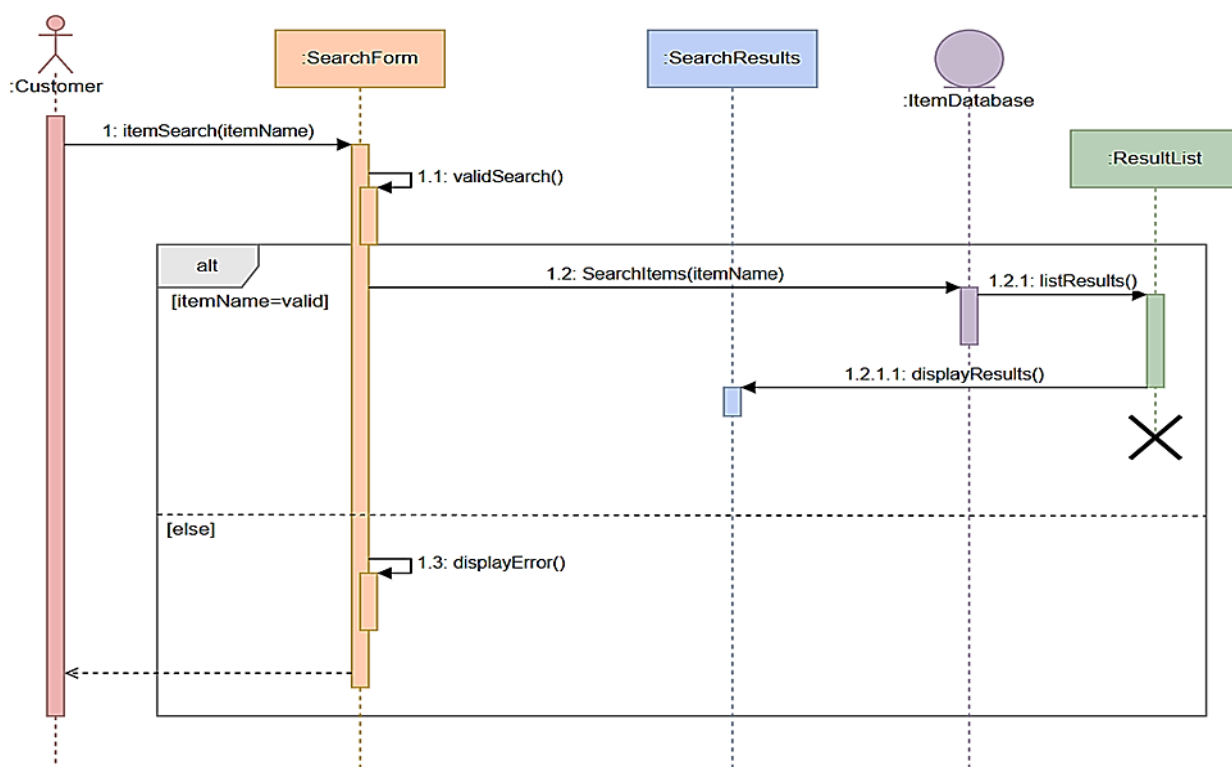 :Customer
:SearchForm
:SearchResults
:ItemDatabase
:ResultList
1: itemSearch(itemName)
1.1: validSearch()
alt
[itemName=valid]
1.2: SearchItems(itemName)
1.2.1: listResults()
1.2.1.1: displayResults()
[else]
1.3: displayError()